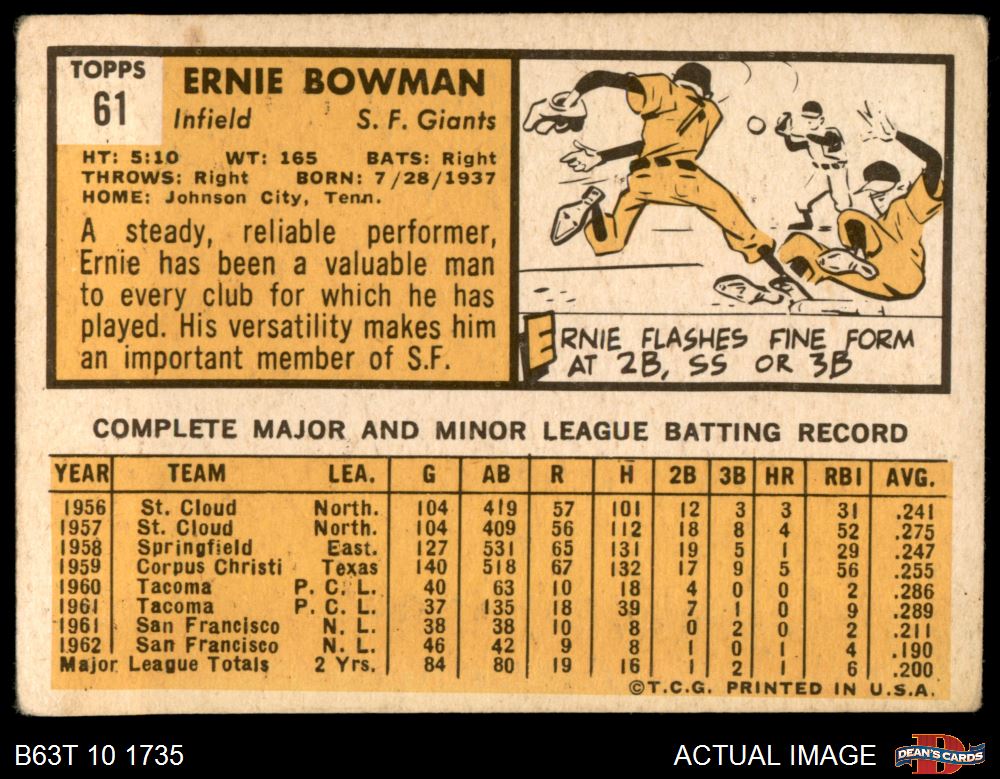 TOPPS
61
ERNIE BOWMAN
Infield S. F. Giants
HT: 5:10 WT: 165 BATS: Right
THROWS: Right BORN: 7/28/1937
HOME: Johnson City, Tenn.
A steady, reliable performer,
Ernie has been a valuable man
to every club for which he has
played. His versatility makes him
an important member of S.F.
ERNIE FLASHES FINE FORM
AT 2B, SS OR 3B
COMPLETE MAJOR AND MINOR LEAGUE BATTING RECORD
YEAR TEAM LEA. G AB R H 2B 3B HR RBI AVG.
1956 St. Cloud North. 104 419 57 101 12 3 3 31 .241
1957 St. Cloud North. 104 409 56 112 18 8 4 52 .275
1958 Springfield East. 127 531 65 131 19 5 1 29 .247
1959 Corpus Christi Texas 140 518 67 132 17 9 5 56 .255
1960 Tacoma P. C. L. 40 63 10 18 4 0 0 2 .286
1961 Tacoma P. C. L. 37 135 18 39 7 1 0 9 .289
1961 San Francisco N. L. 38 38 10 8 0 2 0 2 .211
1962 San Francisco N. L. 46 42 9 8 1 0 1 4 .190
Major League Totals 2 Yrs. 84 80 19 16 1 2 1 6 .200
©T.C.G. PRINTED IN U.S.A.
B63T 10 1735 ACTUAL IMAGE
DEAN'S CARDS